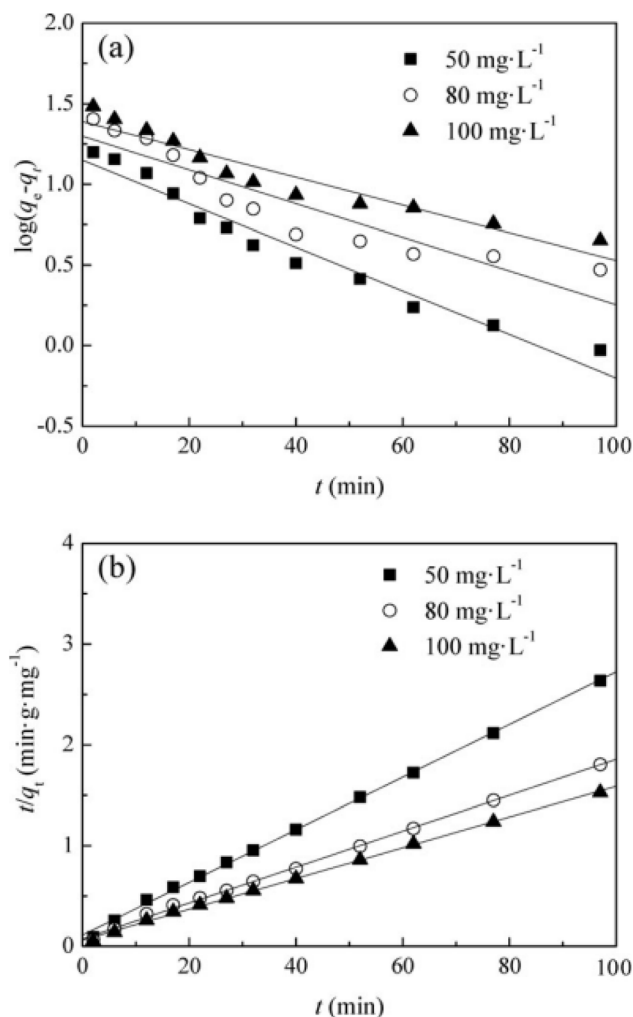 (a)
50 mg·L⁻¹
80 mg·L⁻¹
100 mg·L⁻¹
2.0
1.5
1.0
0.5
0.0
-0.5
log(qₑ-qₜ)
0 20 40 60 80 100
t (min)
(b)
50 mg·L⁻¹
80 mg·L⁻¹
100 mg·L⁻¹
4
3
2
1
0
t/qₜ (min·g·mg⁻¹)
0 20 40 60 80 100
t (min)